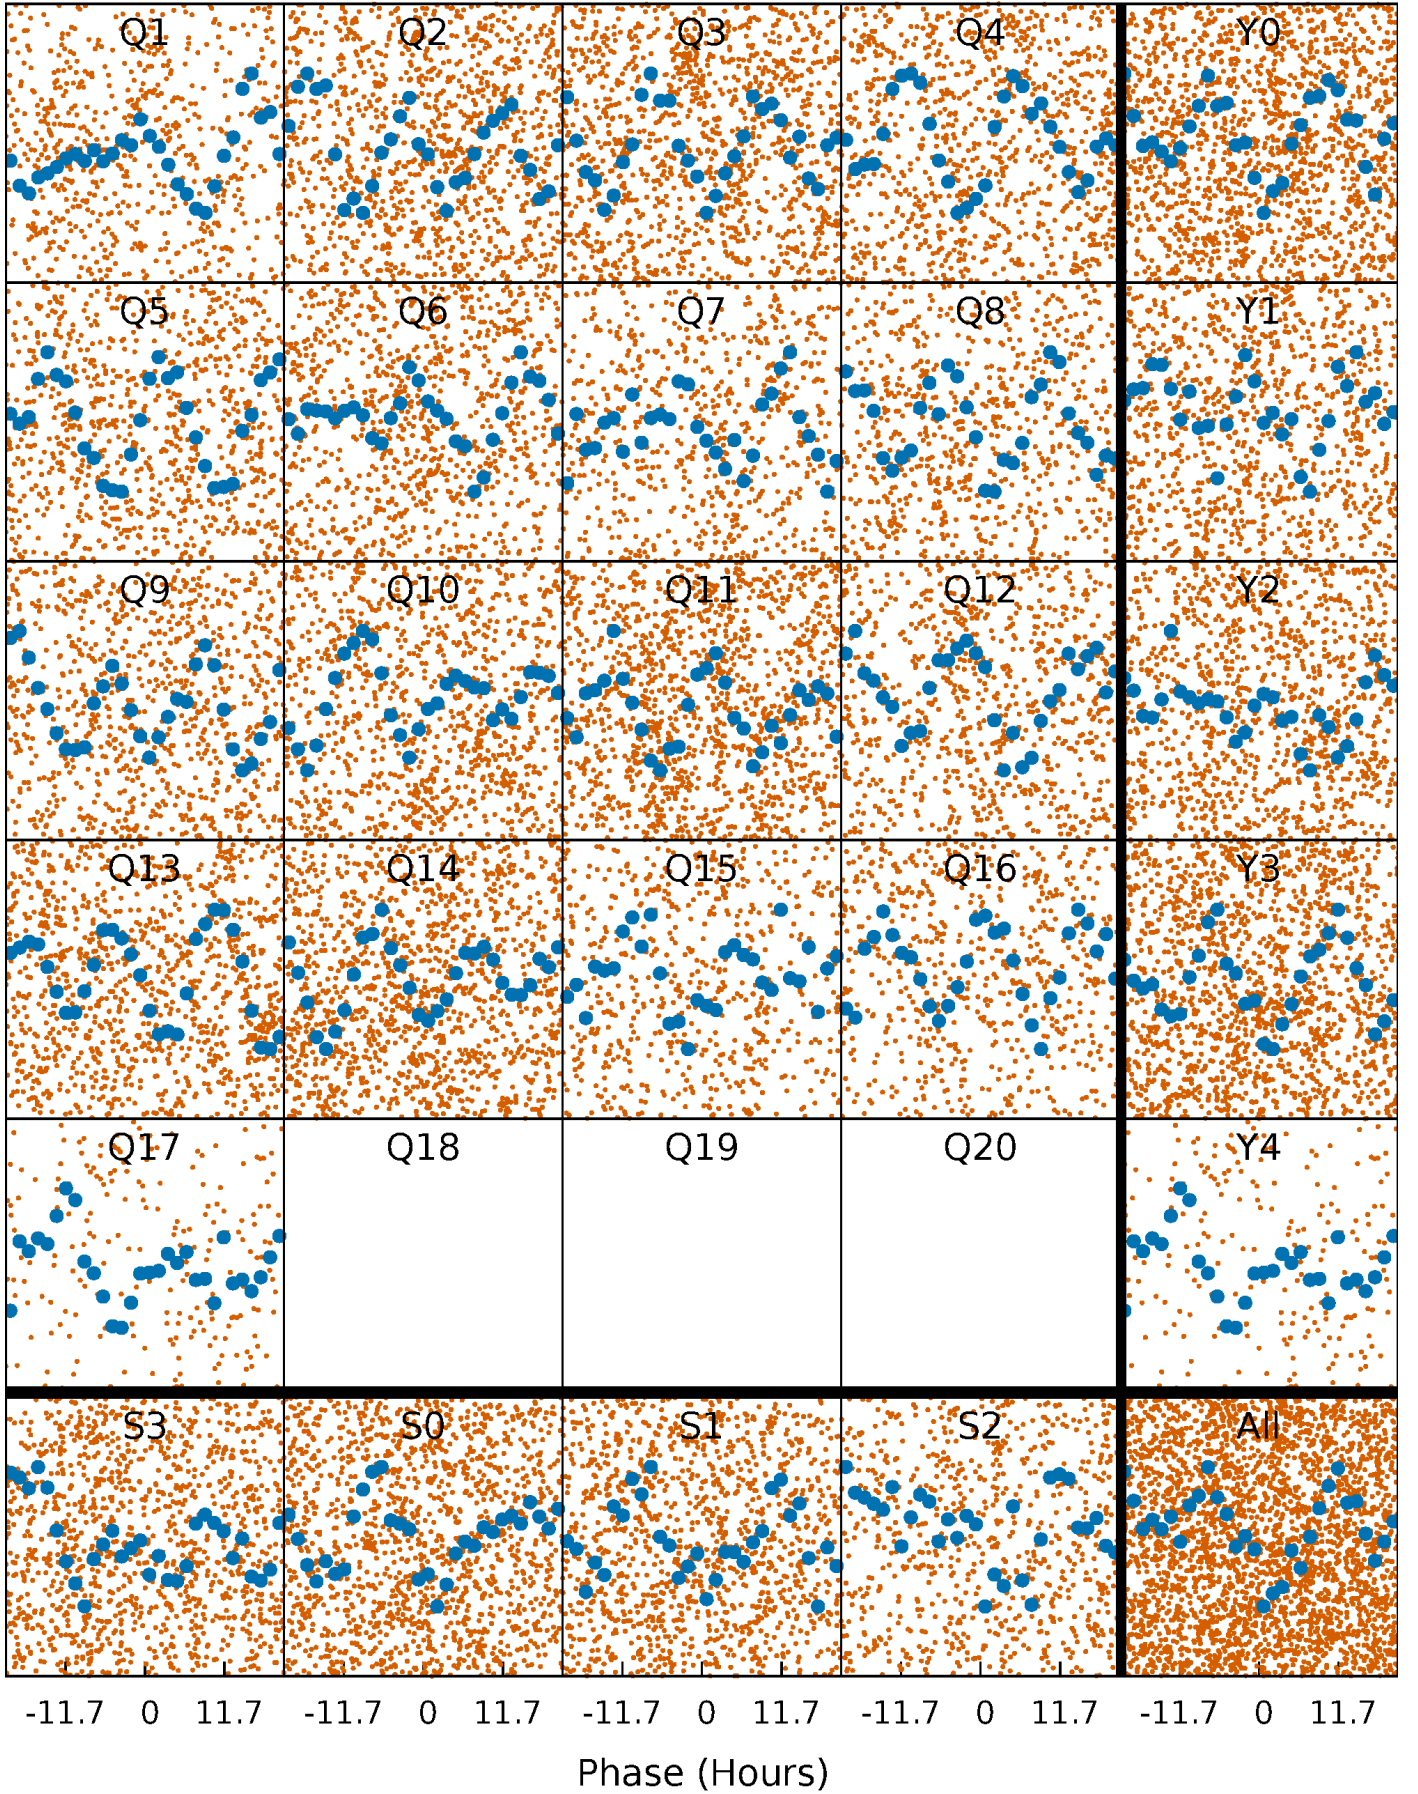 Q1 Q2 Q3 Q4 Y0
Q5 Q6 Q7 Q8 Y1
Q9 Q10 Q11 Q12 Y2
Q13 Q14 Q15 Q16 Y3
Q17 Q18 Q19 Q20 Y4
S3 S0 S1 S2 All
-11.7 0 11.7 -11.7 0 11.7 -11.7 0 11.7 -11.7 0 11.7 -11.7 0 11.7
Phase (Hours)